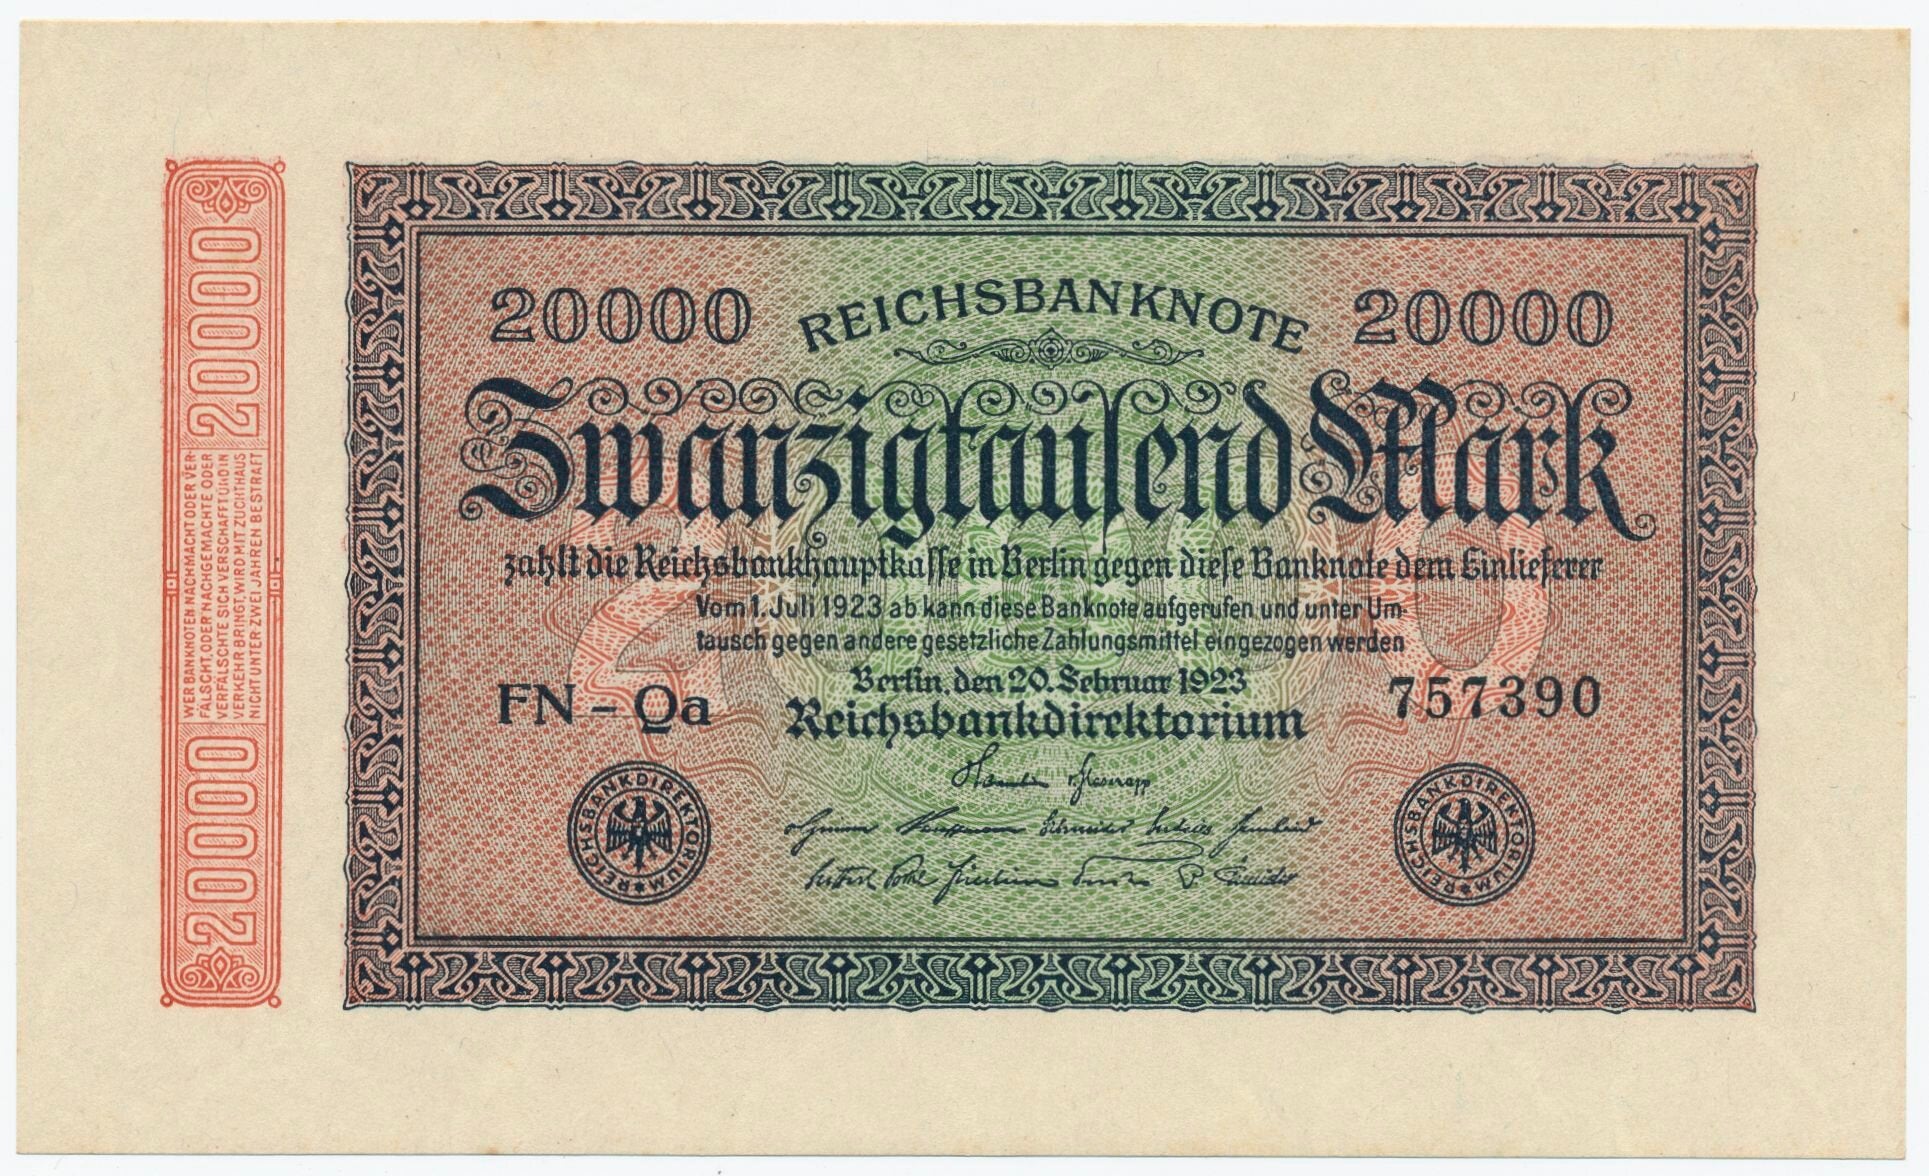 20000
WER BANKNOTEN NACHMACHT ODER VER-
FÄLSCHT, ODER NACHGEMACHTE ODER
VERFÄLSCHTE SICH VERSCHAFFT UND IN
VERKEHR BRINGT, WIRD MIT ZUCHTHAUS
NICHT UNTER ZWEI JAHREN BESTRAFT
20000
20000 REICHSBANKNOTE 20000
Zwanzigtausend Mark
zahlt die Reichsbankhauptkasse in Berlin gegen diese Banknote dem Einlieferer
Vom 1. Juli 1923 ab kann diese Banknote aufgerufen und unter Um-
tausch gegen andere gesetzliche Zahlungsmittel eingezogen werden
Berlin, den 20. Februar 1923
FN - Qa Reichsbankdirektorium 757390
REICHSBANKDIREKTORIUM
REICHSBANKDIREKTORIUM
20000